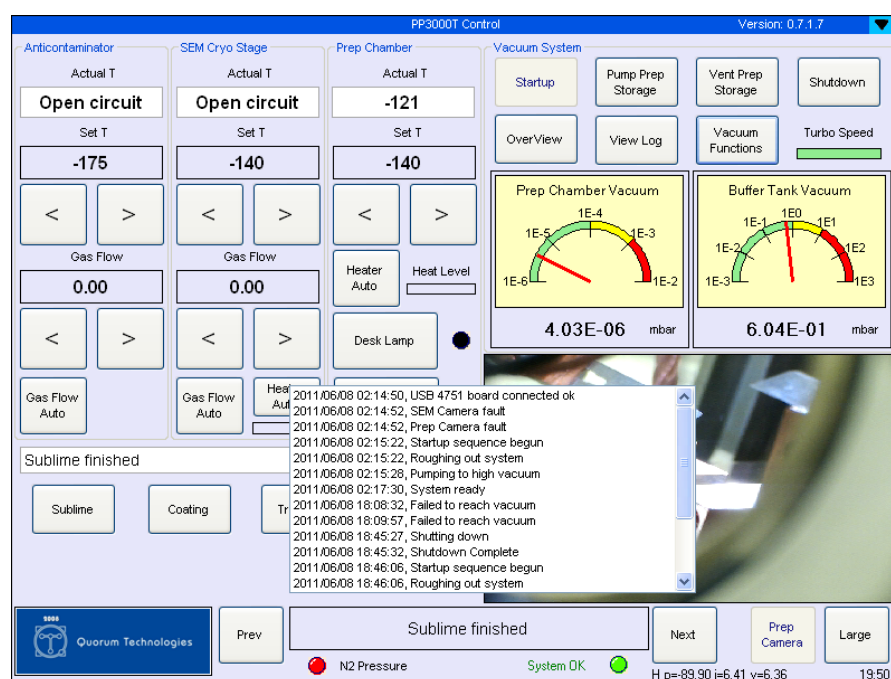 PP3000T Control
Version: 0.7.1.7
Anticontaminator
Actual T
Open circuit
Set T
-175
<
>
Gas Flow
0.00
<
>
Gas Flow
Auto
SEM Cryo Stage
Actual T
Open circuit
Set T
-140
<
>
Gas Flow
0.00
<
>
Gas Flow
Auto
Prep Chamber
Actual T
-121
Set T
-140
<
>
Heater
Auto
Heat Level
Desk Lamp
Vacuum System
Startup
Pump Prep
Storage
Vent Prep
Storage
Shutdown
OverView
View Log
Vacuum
Functions
Turbo Speed
Prep Chamber Vacuum
1E-6
1E-5
1E-4
1E-3
1E-2
4.03E-06 mbar
Buffer Tank Vacuum
1E-3
1E-2
1E-1
1E0
1E1
1E2
1E3
6.04E-01 mbar
2011/06/08 02:14:50, USB 4751 board connected ok
2011/06/08 02:14:52, SEM Camera fault
2011/06/08 02:14:52, Prep Camera fault
2011/06/08 02:15:22, Startup sequence begun
2011/06/08 02:15:22, Roughing out system
2011/06/08 02:15:28, Pumping to high vacuum
2011/06/08 02:17:30, System ready
2011/06/08 18:08:32, Failed to reach vacuum
2011/06/08 18:09:57, Failed to reach vacuum
2011/06/08 18:45:27, Shutting down
2011/06/08 18:45:32, Shutdown Complete
2011/06/08 18:46:06, Startup sequence begun
2011/06/08 18:46:06, Roughing out system
Sublime finished
Sublime
Coating
Quorum Technologies
Prev
Sublime finished
Next
Prep
Camera
Large
N2 Pressure
System OK
H p=-89.90 i=6.41 v=6.36
19:50